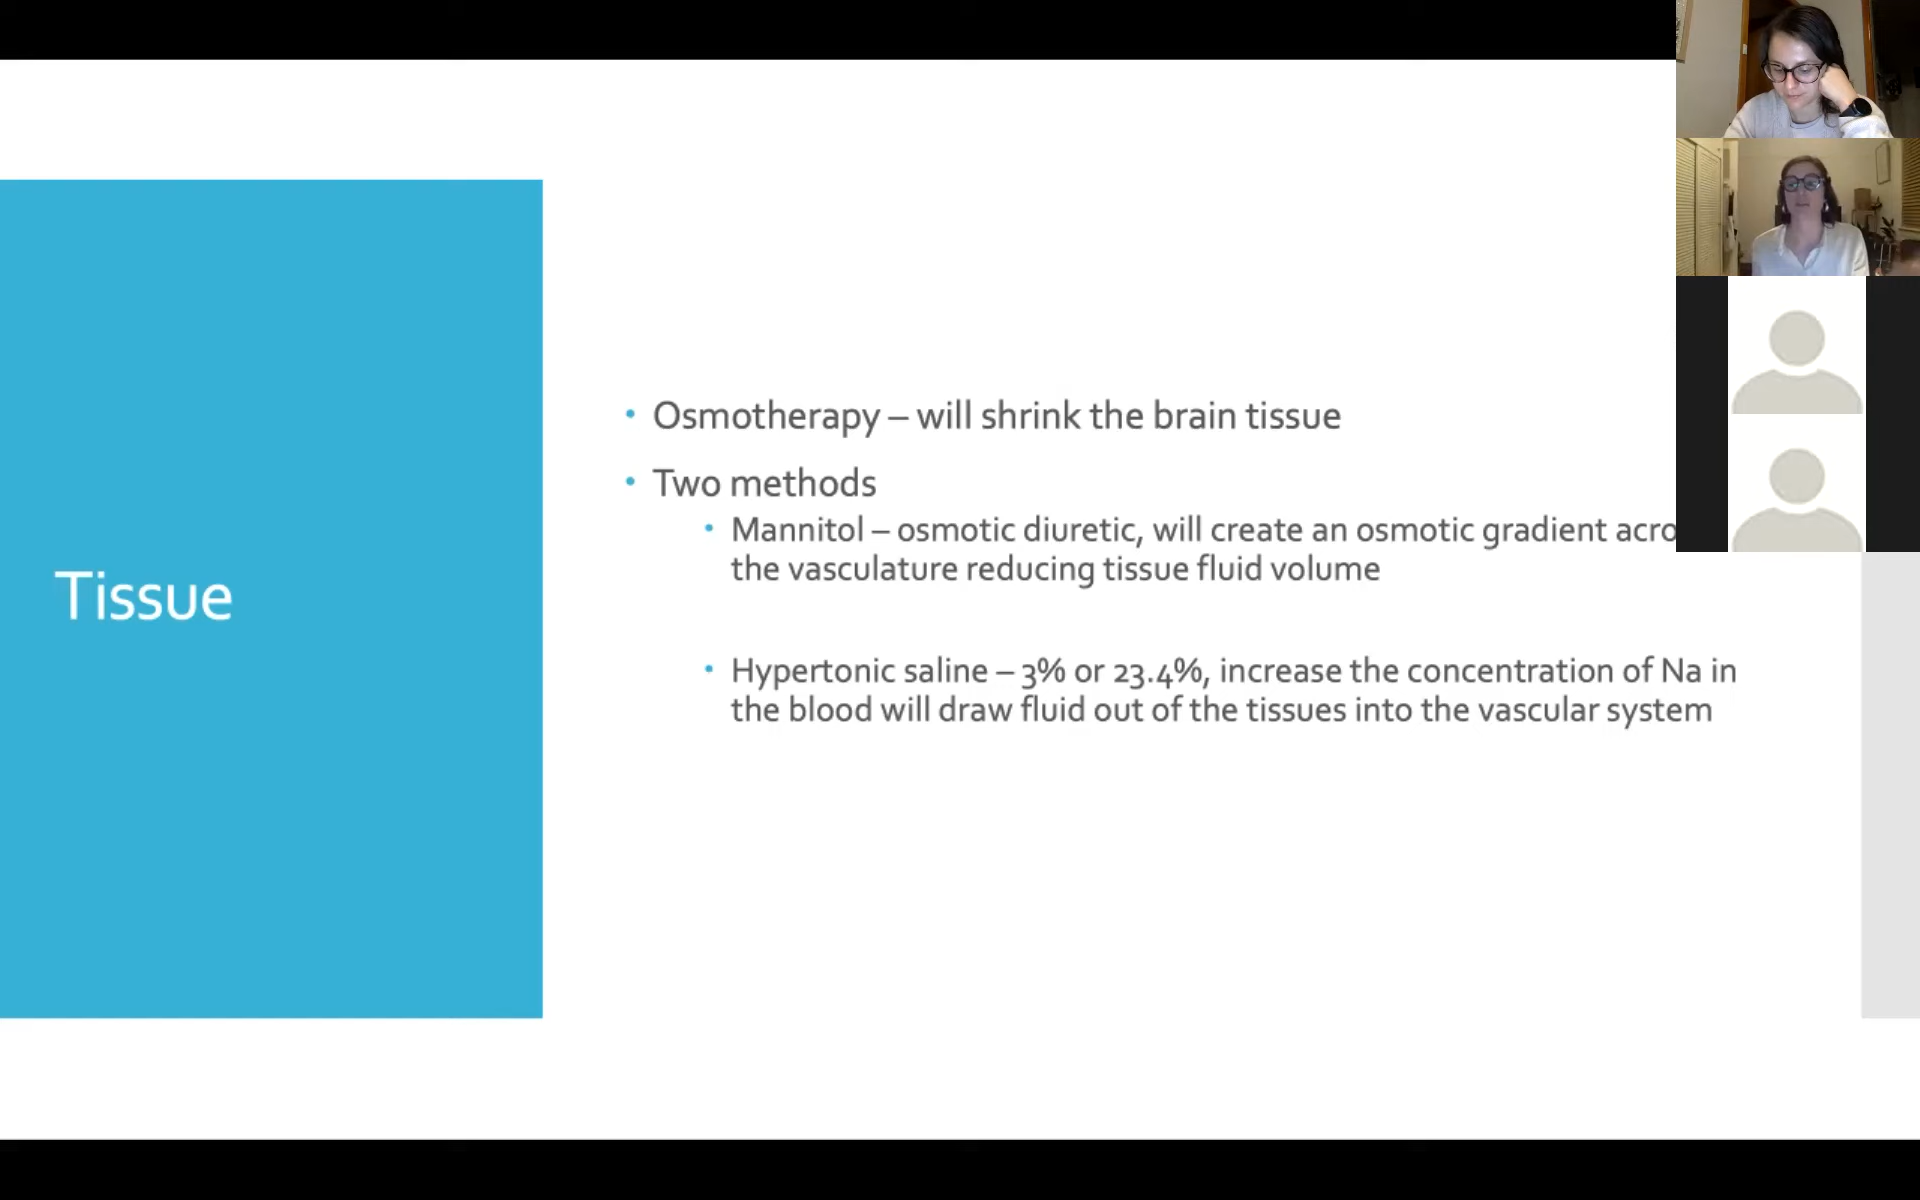 Tissue
• Osmotherapy – will shrink the brain tissue
• Two methods
• Mannitol – osmotic diuretic, will create an osmotic gradient
the vasculature reducing tissue fluid volume
• Hypertonic saline – 3% or 23.4%, increase the concentration of Na in
the blood will draw fluid out of the tissues into the vascular system